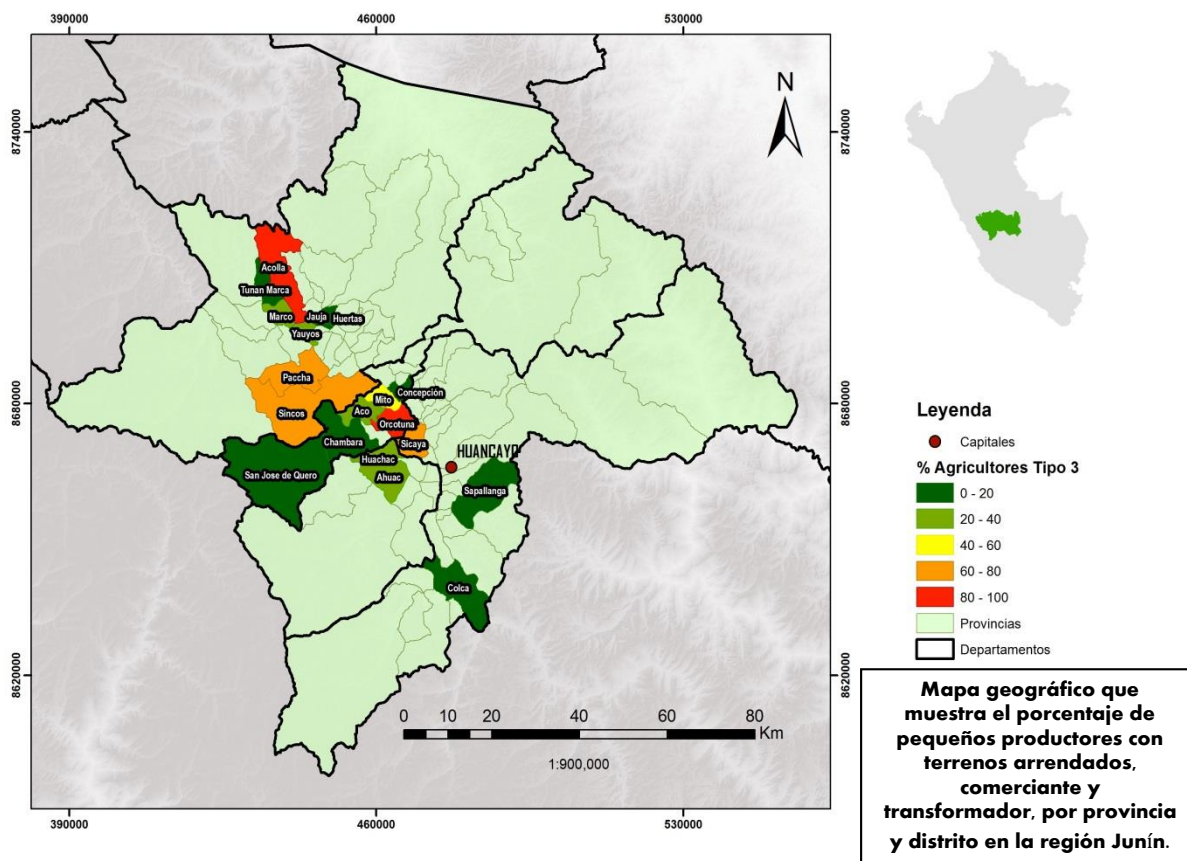 390000
460000
530000
8740000
8740000
N
Acolla
Tunan Marca
Marco
Jauja
Huertas
Yauyos
Paccha
Concepción
Mito
Sincos
Aco
Orcotuna
Chambara
Sicaya
HUANCAYO
Huachac
San Jose de Quero
Ahuac
Sapallanga
Colca
8680000
8680000
8620000
8620000
0 10 20 40 60 80
Km
1:900,000
390000
460000
530000
Leyenda
Capitales
% Agricultores Tipo 3
0 - 20
20 - 40
40 - 60
60 - 80
80 - 100
Provincias
Departamentos
Mapa geográfico que
muestra el porcentaje de
pequeños productores con
terrenos arrendados,
comerciante y
transformador, por provincia
y distrito en la región Junín.